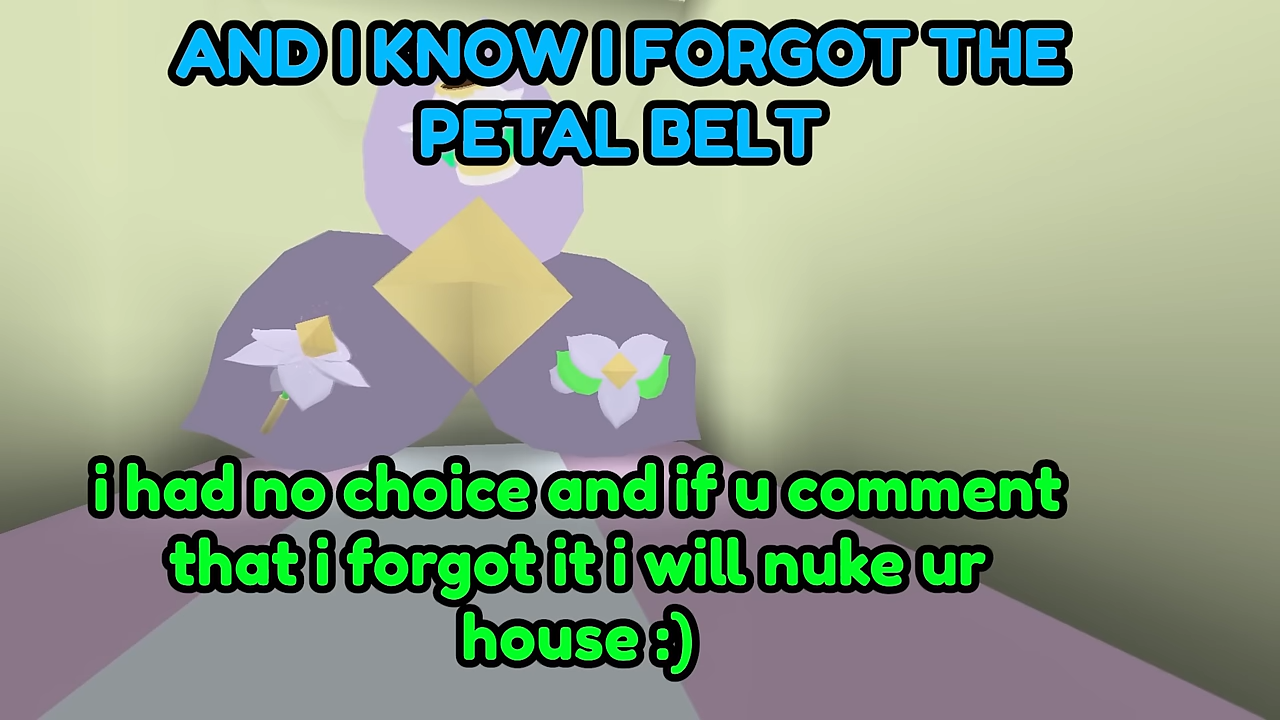 AND I KNOW I FORGOT THE
PETAL BELT
i had no choice and if u comment
that i forgot it i will nuke ur
house :)